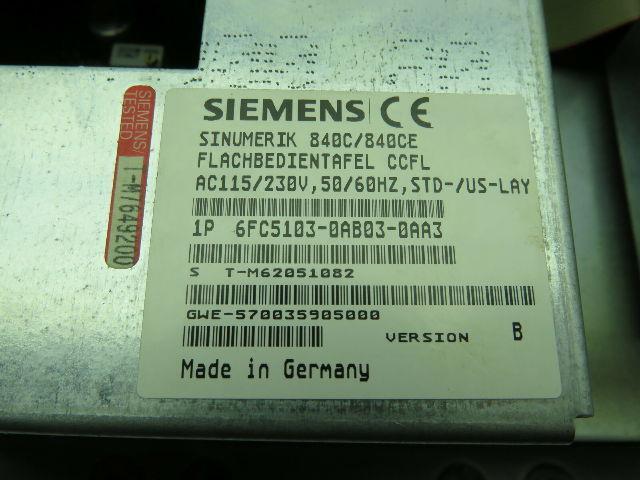 SIEMENS CE
SINUMERIK 840C/840CE
FLACHBEDIENTAFEL CCFL
AC115/230V,50/60HZ,STD-/US-LAY
1P 6FC5103-0AB03-0AA3
S T-M62051082
GWE-570035905000
VERSION B
Made in Germany
SIEMENS
TESTED
T-M7649200